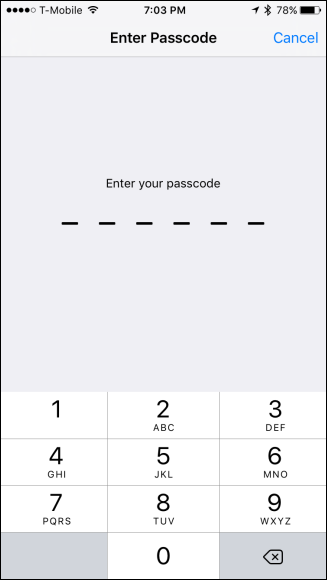 T-Mobile 7:03 PM 78%
Enter Passcode Cancel
Enter your passcode
1 2 3
ABC DEF
4 5 6
GHI JKL MNO
7 8 9
PQRS TUV WXYZ
0